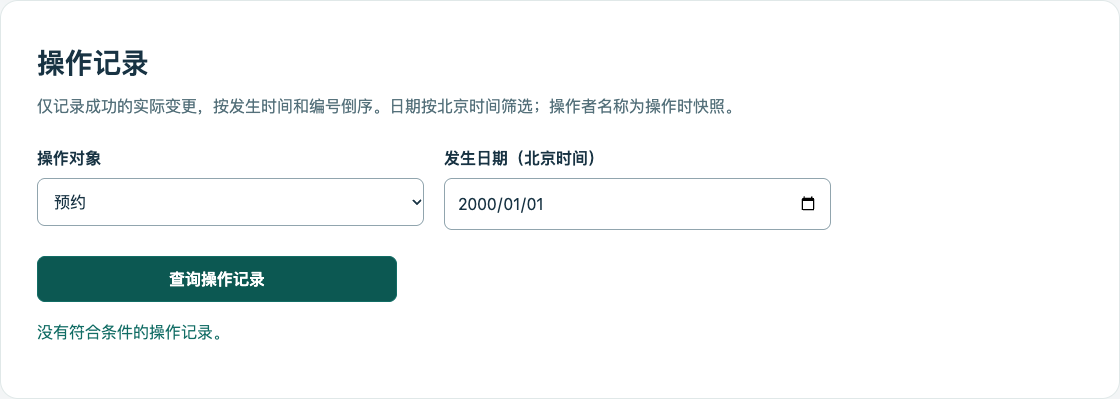 操作记录
仅记录成功的实际变更，按发生时间和编号倒序。日期按北京时间筛选；操作者名称为操作时快照。
操作对象
发生日期（北京时间）
预约
2000/01/01
查询操作记录
没有符合条件的操作记录。